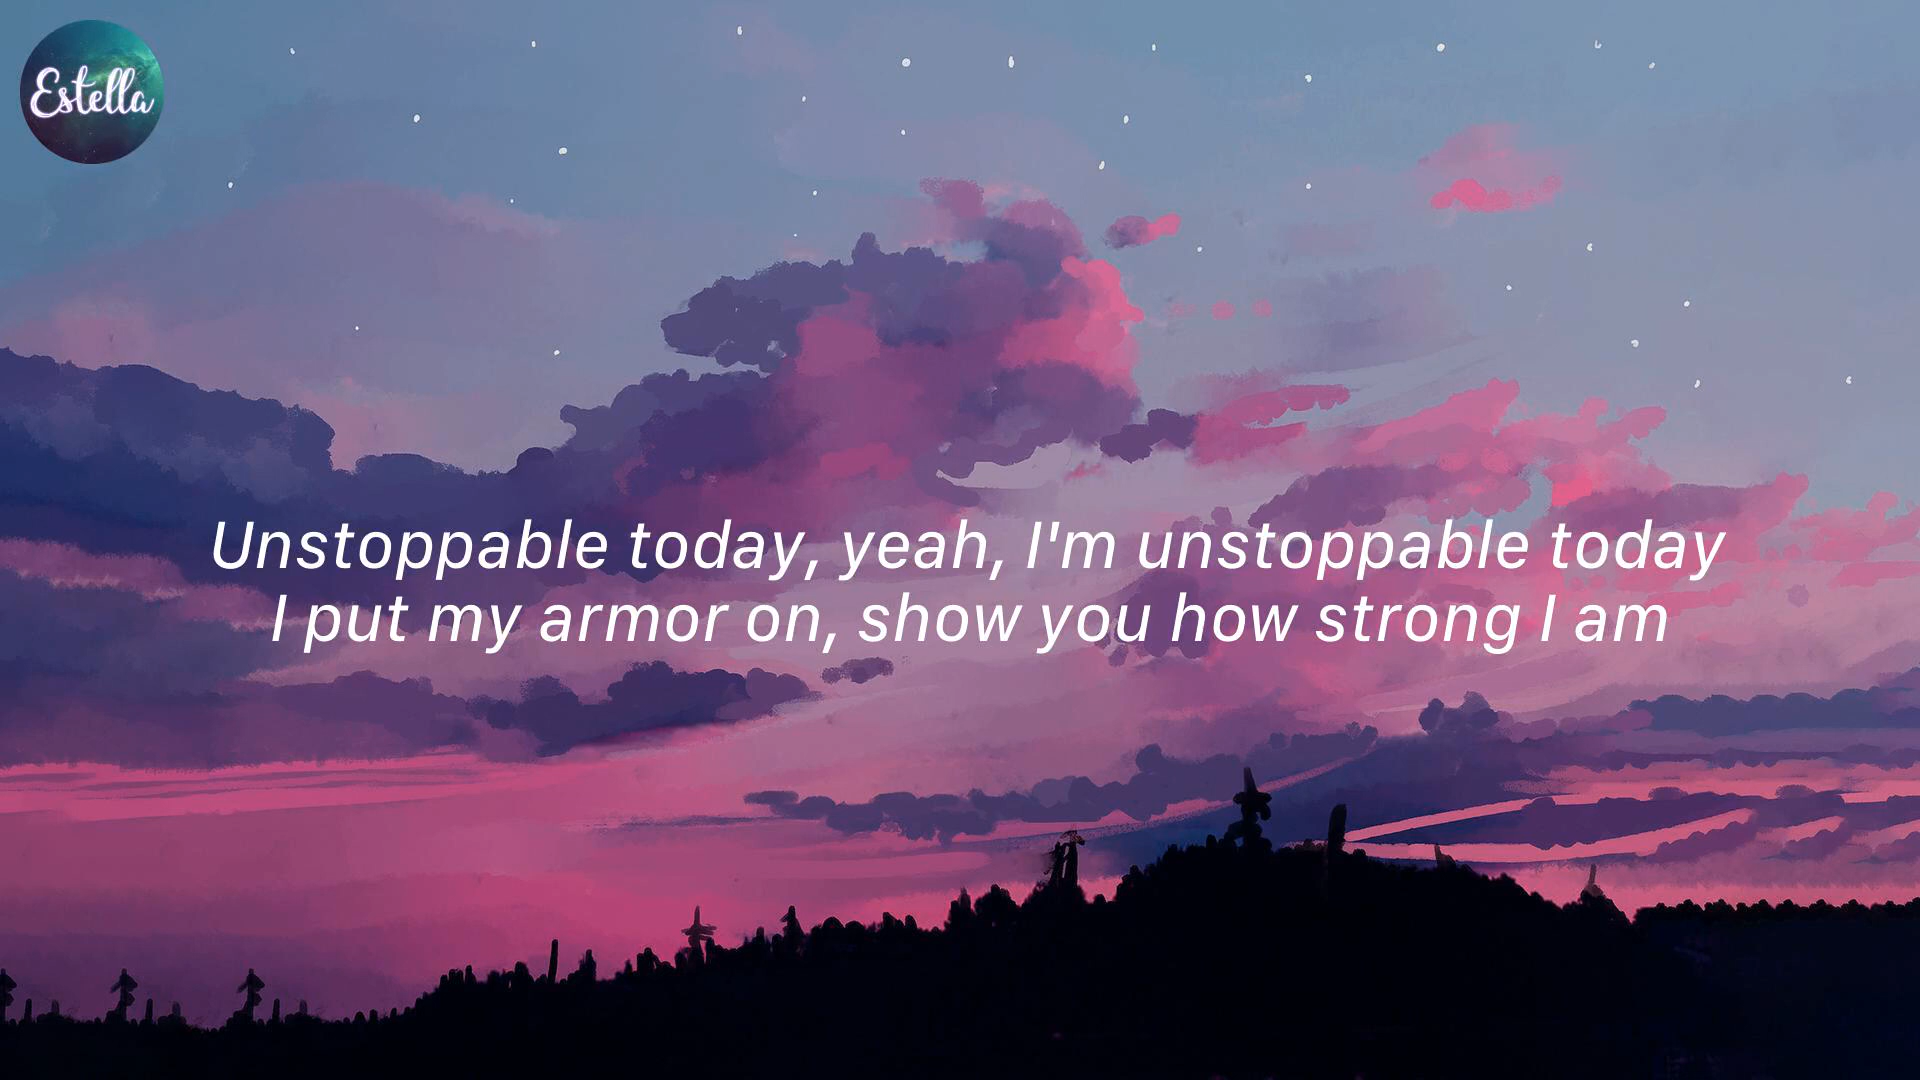 Estella
Unstoppable today, yeah, I'm unstoppable today
I put my armor on, show you how strong I am